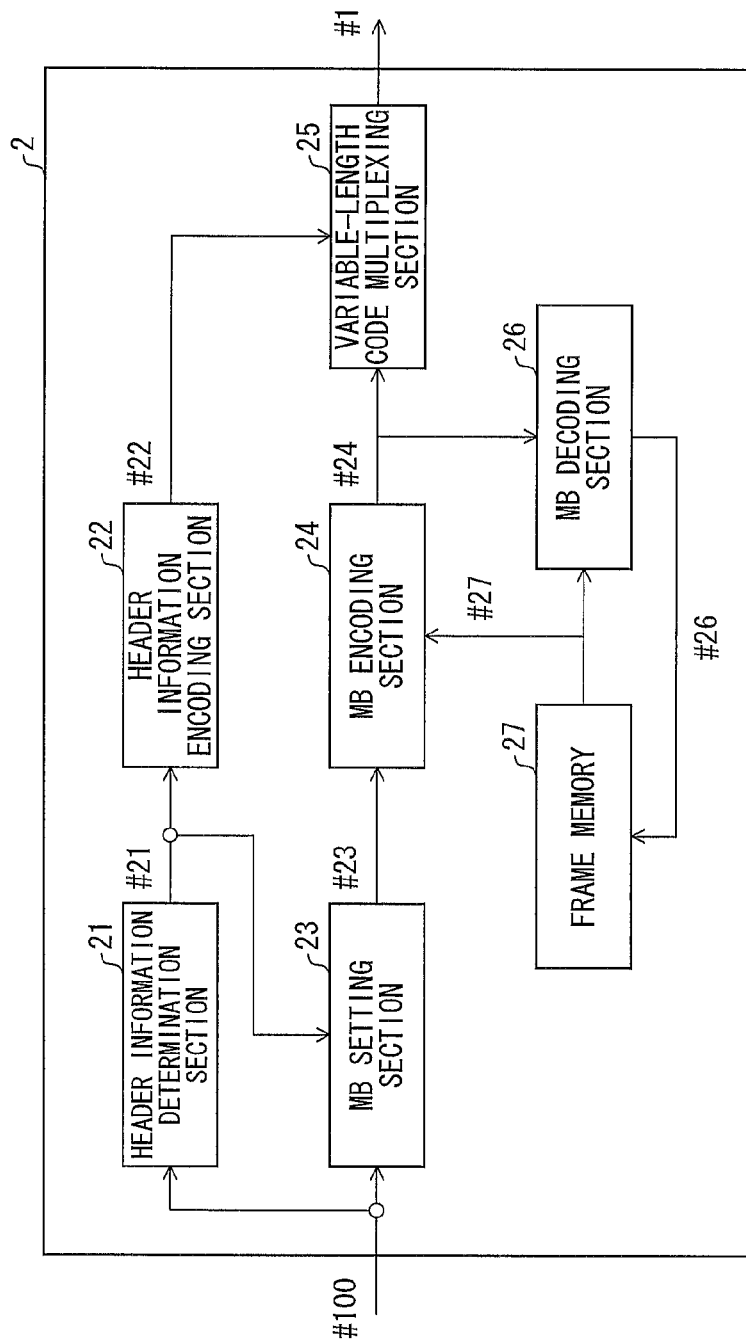 2
21
HEADER INFORMATION
DETERMINATION
SECTION
#21
22
HEADER
INFORMATION
ENCODING SECTION
#22
#100
23
MB SETTING
SECTION
#23
24
MB ENCODING
SECTION
#24
25
VARIABLE-LENGTH
CODE MULTIPLEXING
SECTION
#1
27
FRAME MEMORY
#27
26
MB DECODING
SECTION
#26